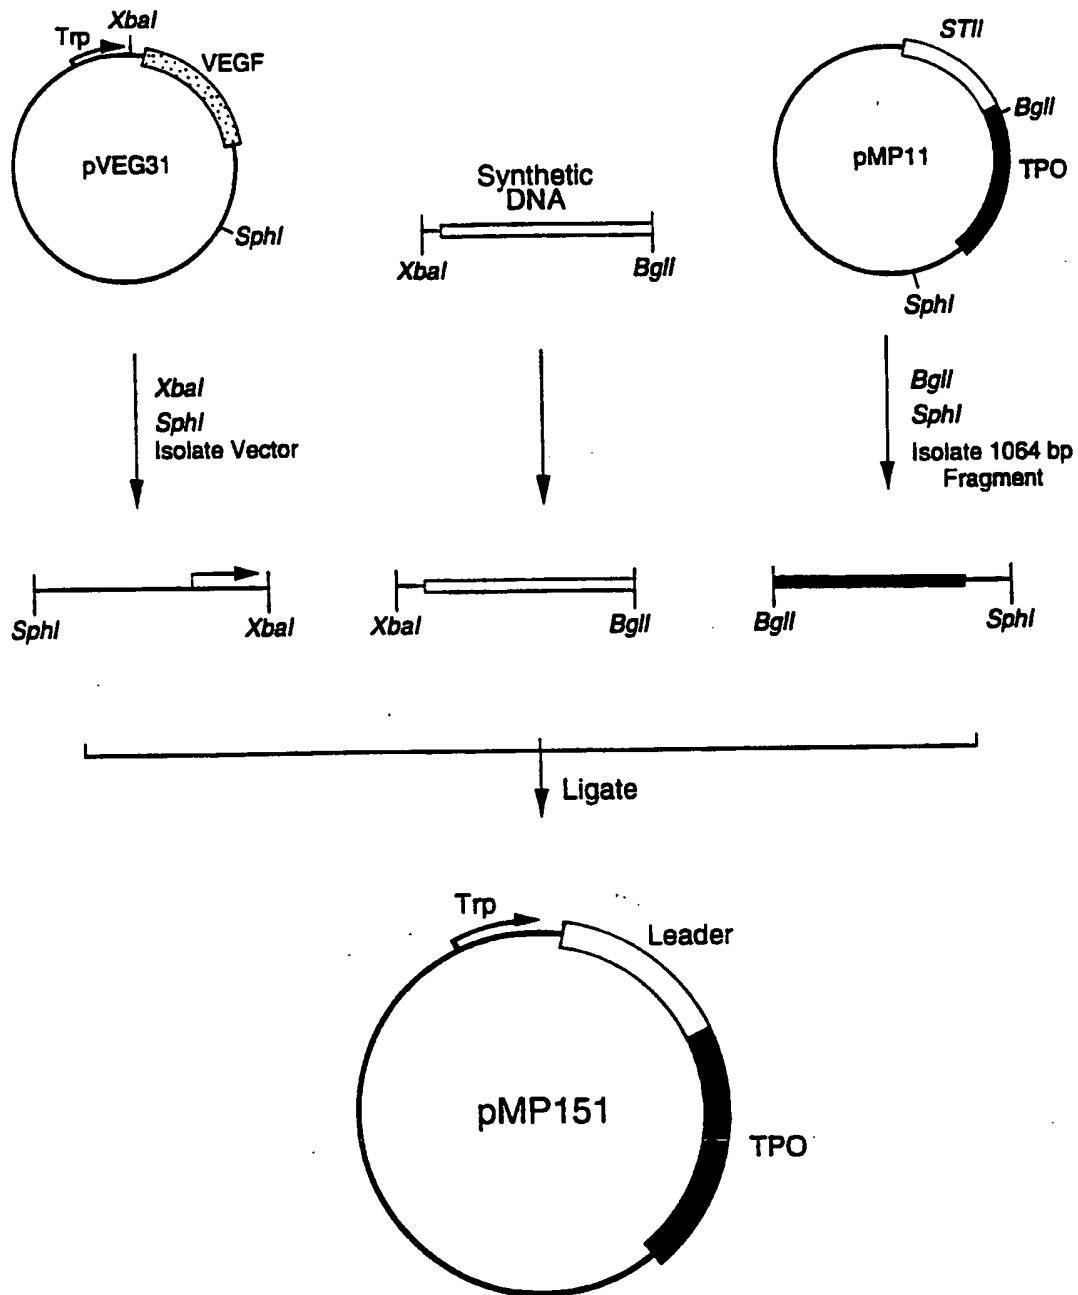 XbaI
Trp
VEGF
pVEG31
SphI
Synthetic
DNA
XbaI
BglI
STII
BglI
pMP11
TPO
SphI
XbaI
SphI
Isolate Vector
BglI
SphI
Isolate 1064 bp
Fragment
SphI
XbaI
XbaI
BglI
BglI
SphI
Ligate
Trp
Leader
pMP151
TPO